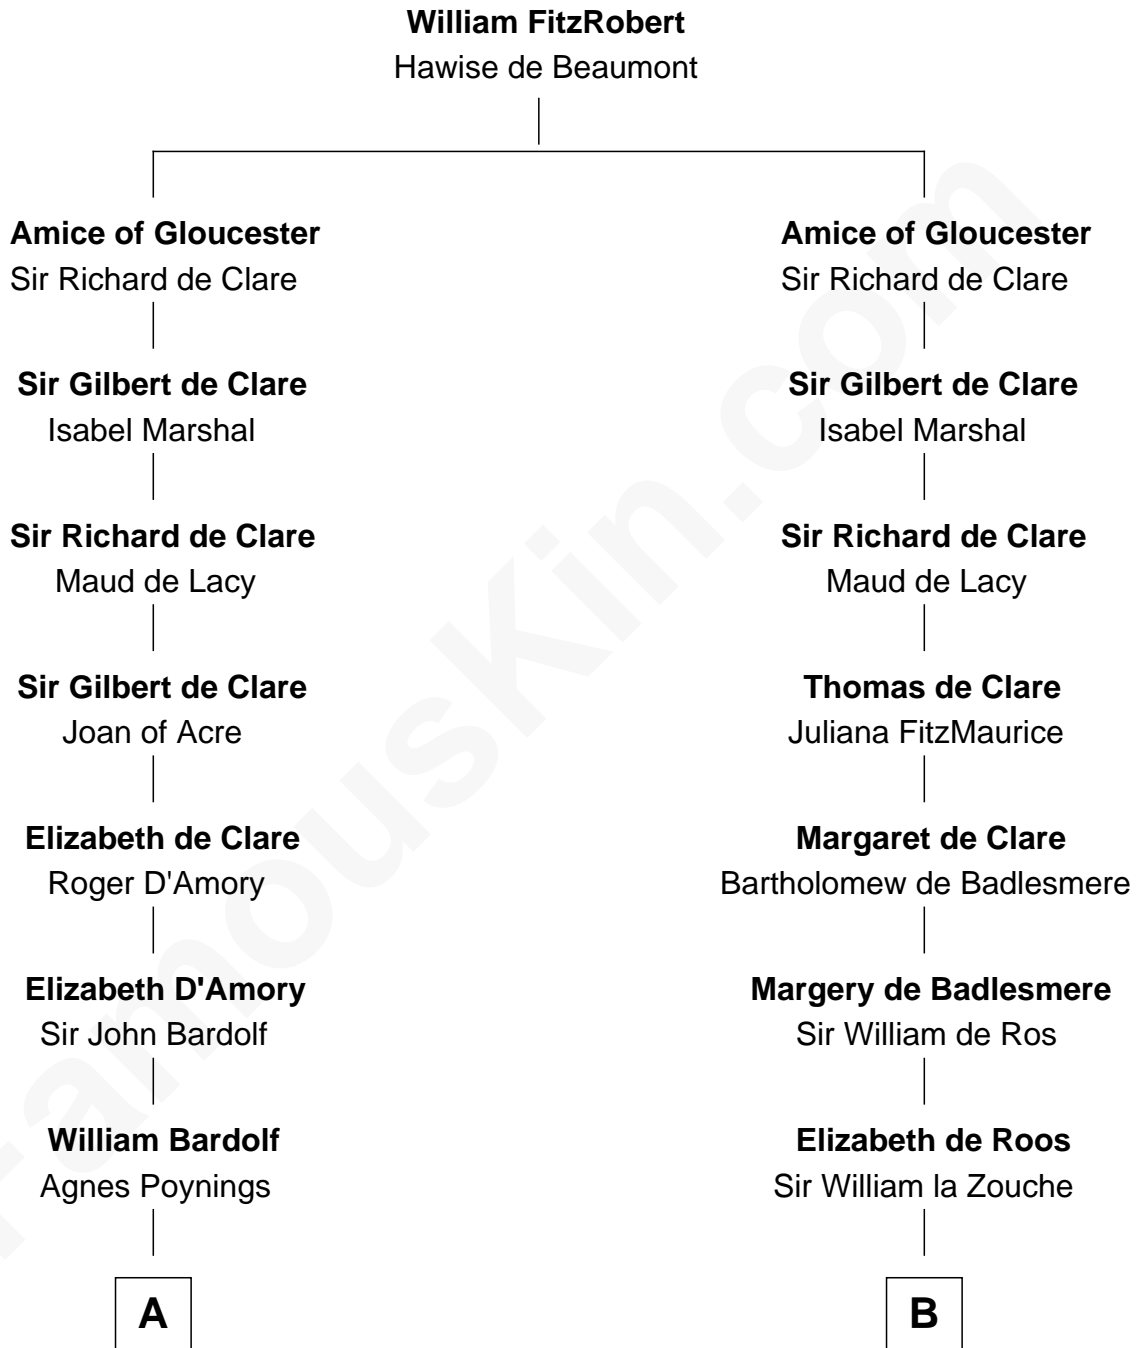 William FitzRobert
Hawise de Beaumont
Amice of Gloucester
Sir Richard de Clare
Amice of Gloucester
Sir Richard de Clare
Sir Gilbert de Clare
Isabel Marshal
Sir Gilbert de Clare
Isabel Marshal
Sir Richard de Clare
Maud de Lacy
Sir Richard de Clare
Maud de Lacy
Sir Gilbert de Clare
Joan of Acre
Thomas de Clare
Juliana FitzMaurice
Elizabeth de Clare
Roger D'Amory
Margaret de Clare
Bartholomew de Badlesmere
Elizabeth D'Amory
Sir John Bardolf
Margery de Badlesmere
Sir William de Ros
William Bardolf
Agnes Poynings
Elizabeth de Roos
Sir William la Zouche
A
B
FamousKin.com